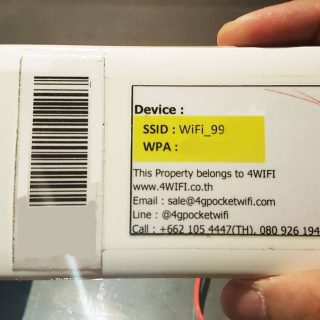 Device :
SSID : WiFi_99
WPA :
This Property belongs to 4WIFI
www.4WIFI.co.th
Email : sale@4gpocketwifi.com
Line : @4gpocketwifi
Call : +662 105 4447(TH), 080 926 194